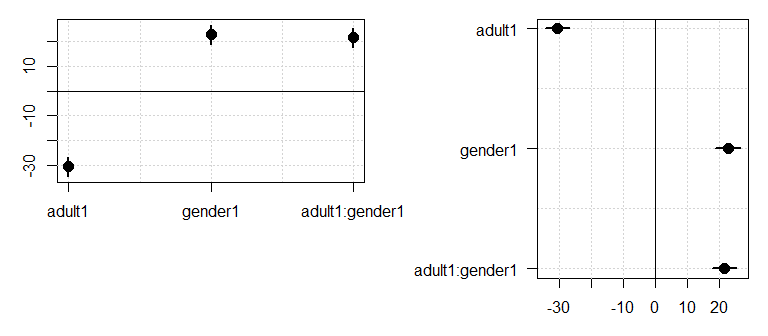 10
-10
-30
adult1 gender1 adult1:gender1
adult1
gender1
adult1:gender1
-30 -10 0 10 20